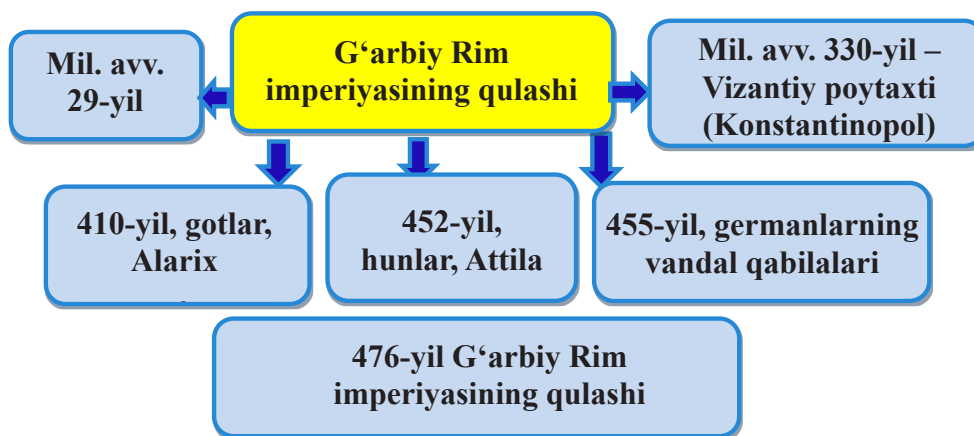 Mil. avv.
29-yil
G‘arbiy Rim
imperiyasining qulashi
Mil. avv. 330-yil –
Vizantiy poytaxti
(Konstantinopol)
410-yil, gotlar,
Alarix
452-yil,
hunlar, Attila
455-yil, germanlarning
vandal qabilalari
476-yil G‘arbiy Rim
imperiyasining qulashi